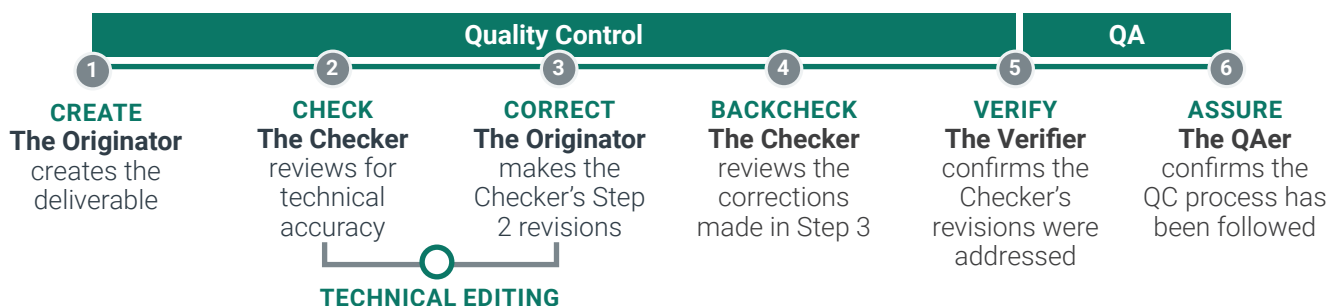 Quality Control
QA
1
2
3
4
5
6
CREATE
The Originator
creates the
deliverable
CHECK
The Checker
reviews for
technical
accuracy
CORRECT
The Originator
makes the
Checker's Step
2 revisions
BACKCHECK
The Checker
reviews the
corrections
made in Step 3
VERIFY
The Verifier
confirms the
Checker's
revisions were
addressed
ASSURE
The QAer
confirms the
QC process has
been followed
TECHNICAL EDITING